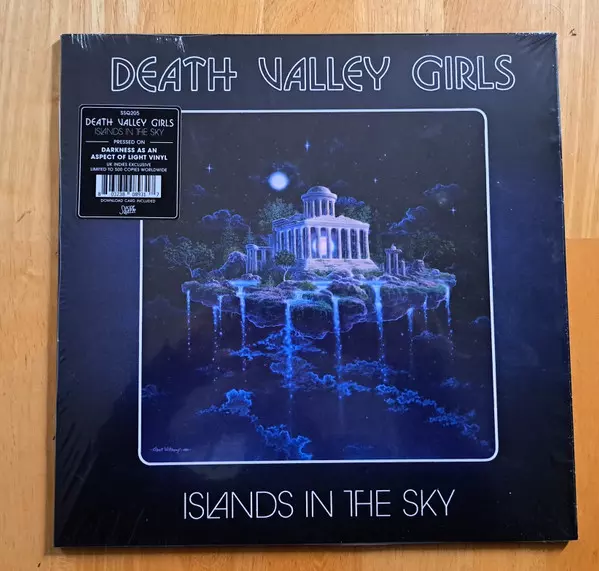 DEATH VALLEY GIRLS
SSQ205
DEATH VALLEY GIRLS
ISLANDS IN THE SKY
PRESSED ON
DARKNESS AS AN
ASPECT OF LIGHT VINYL
UK INDIES EXCLUSIVE
LIMITED TO 500 COPIES WORLDWIDE
DOWNLOAD CARD INCLUDED
ISLANDS IN THE SKY